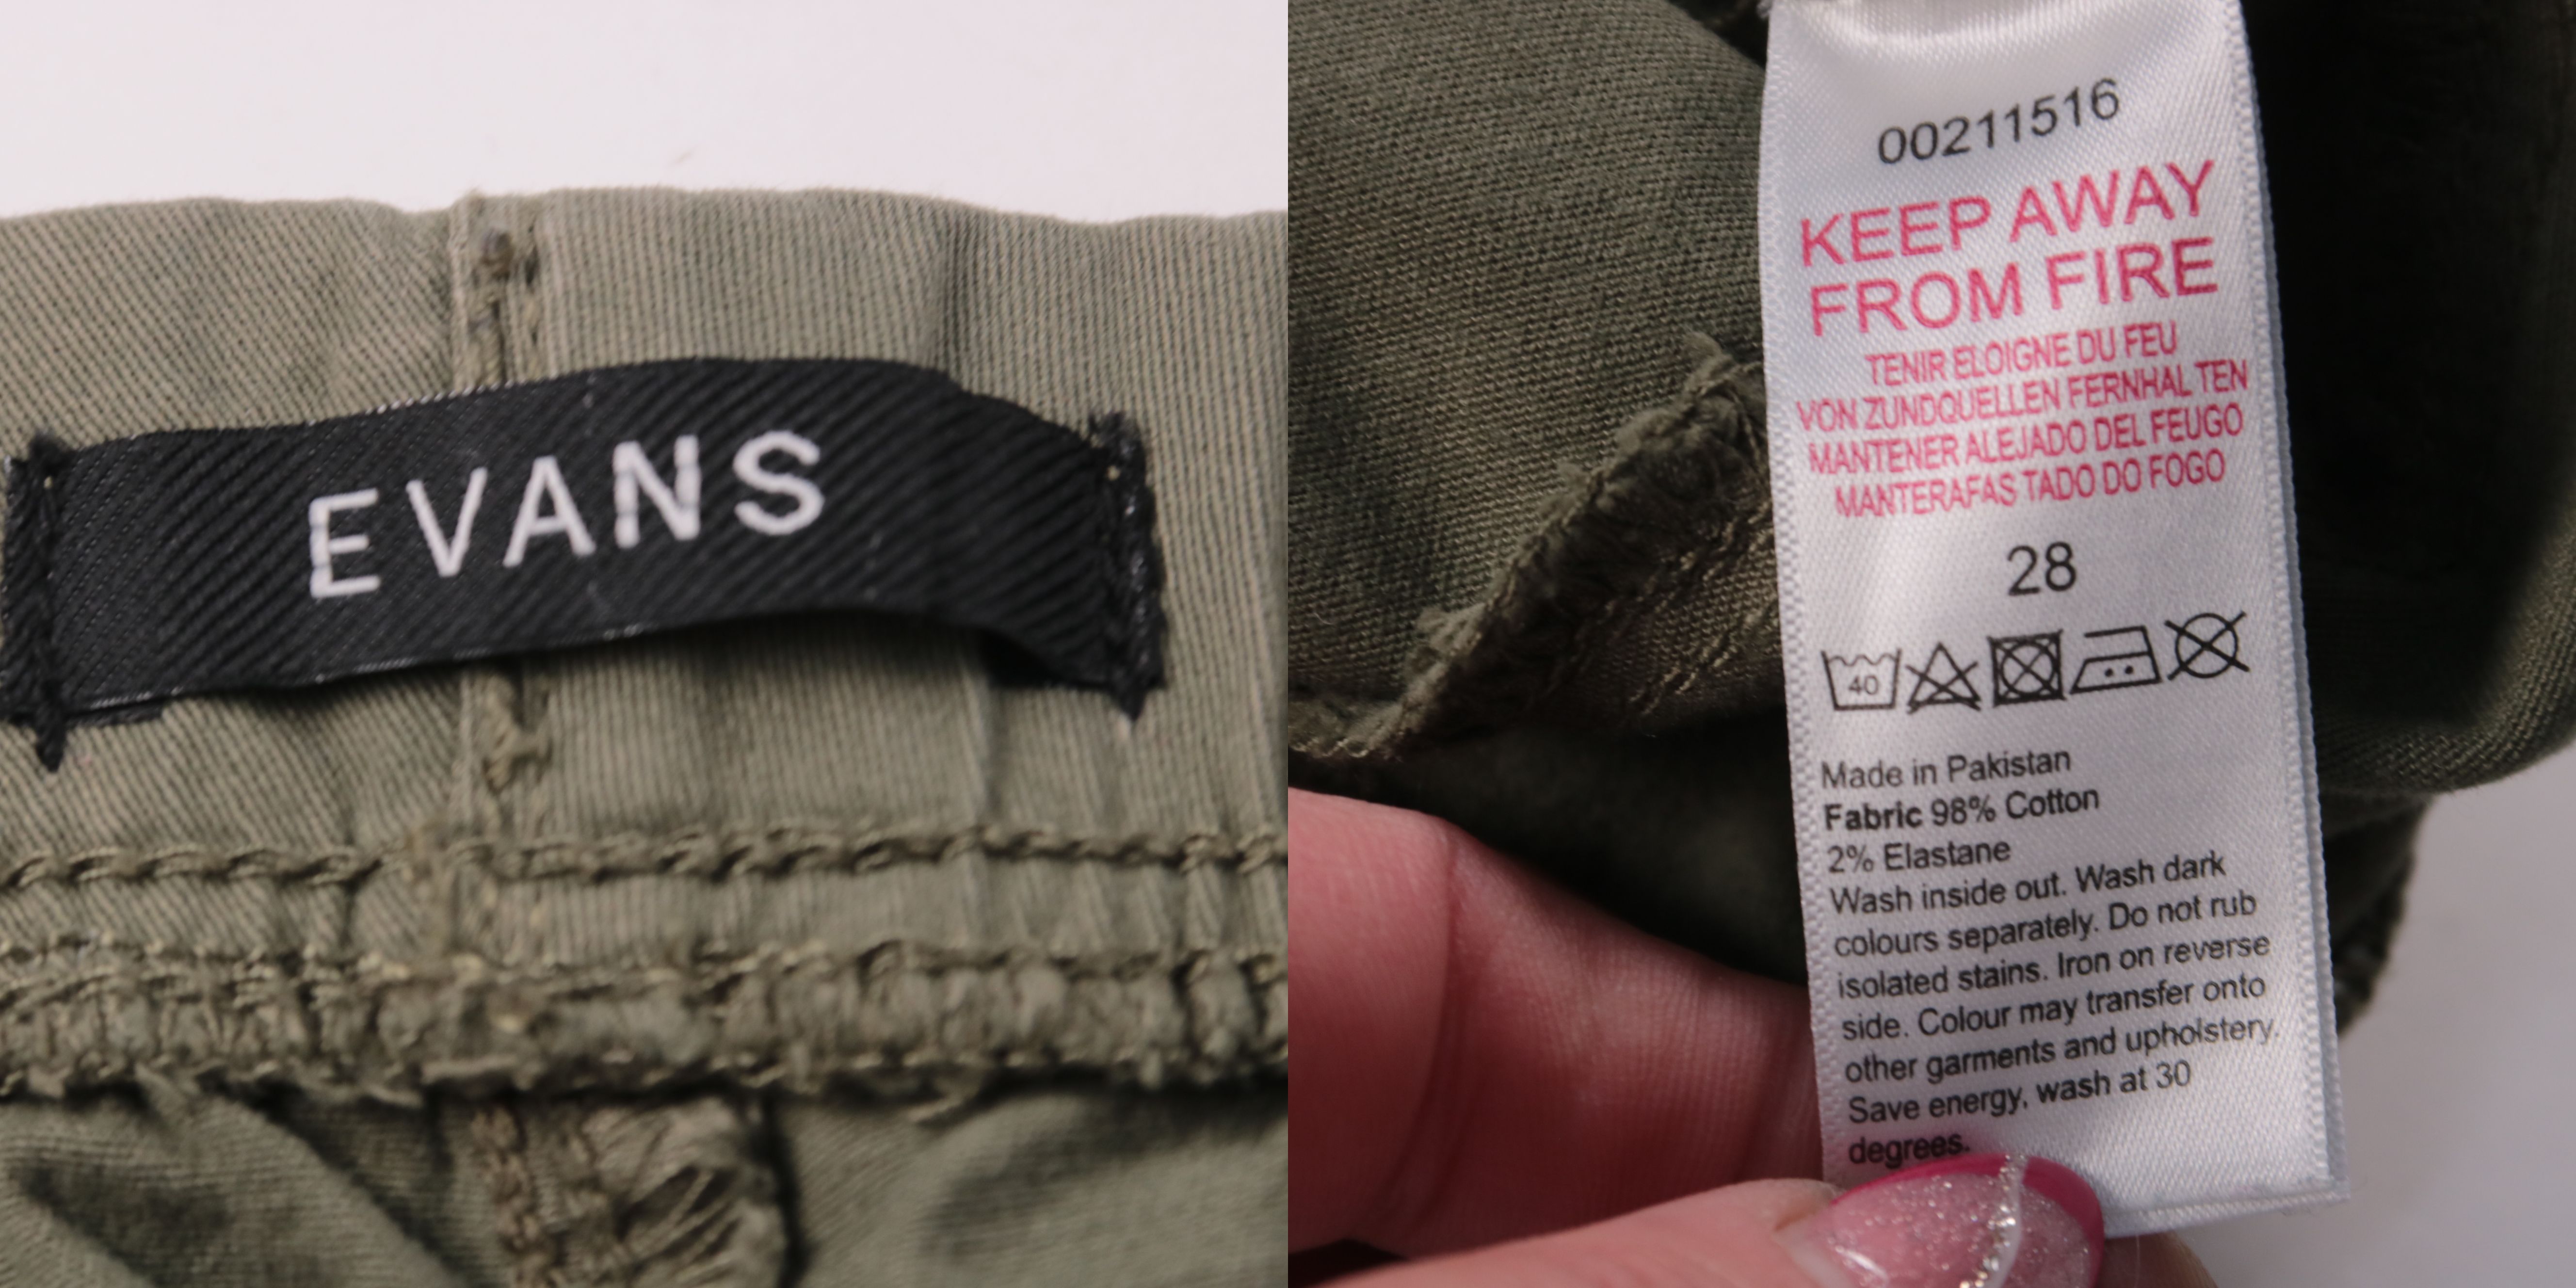 EVANS
00211516
KEEP AWAY
FROM FIRE
TENIR ELOIGNE DU FEU
VON ZUNDQUELLEN FERNHAL TEN
MANTENER ALEJADO DEL FEUGO
MANTERAFAS TADO DO FOGO
28
40
Made in Pakistan
Fabric 98% Cotton
2% Elastane
Wash inside out. Wash dark
colours separately. Do not rub
isolated stains. Iron on reverse
side. Colour may transfer onto
other garments and upholstery.
Save energy, wash at 30
degrees.